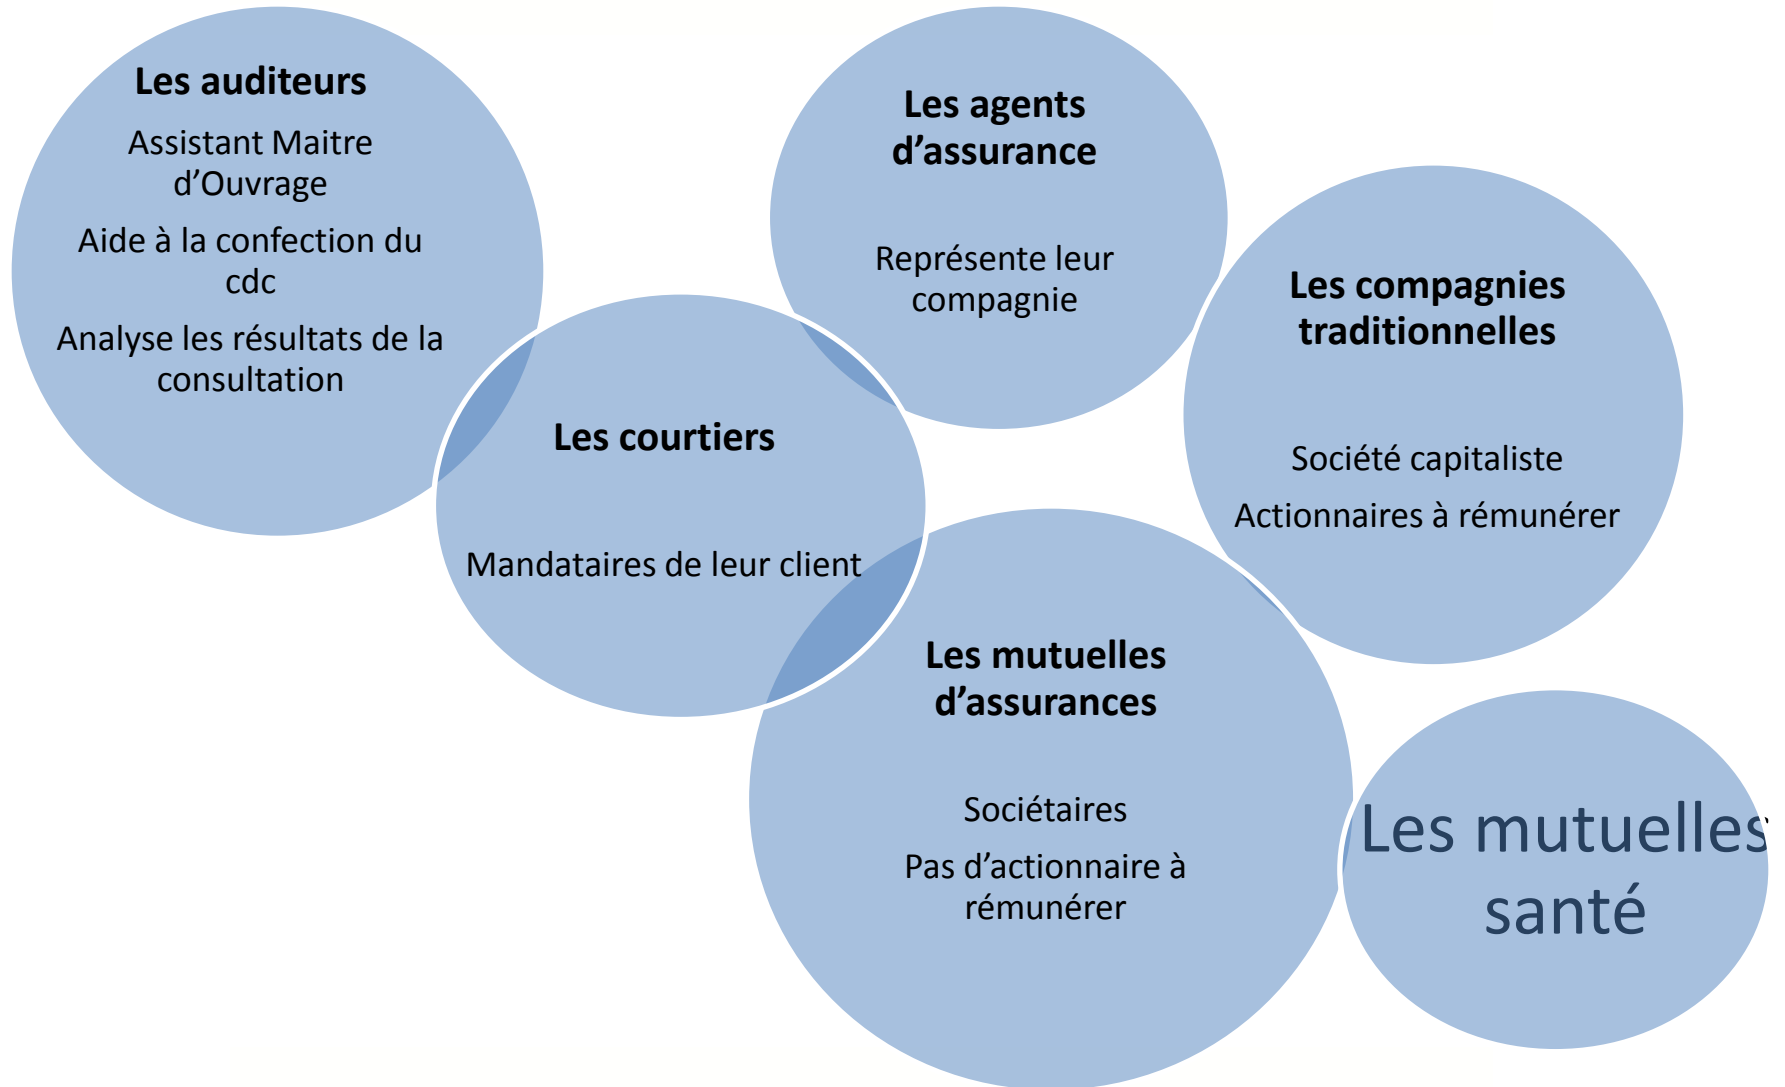 Les auditeurs
Assistant Maitre
d’Ouvrage
Aide à la confection du
cdc
Analyse les résultats de la
consultation
Les agents
d’assurance
Représente leur
compagnie
Les compagnies
traditionnelles
Société capitaliste
Actionnaires à rémunérer
Les courtiers
Mandataires de leur client
Les mutuelles
d’assurances
Sociétaires
Pas d’actionnaire à
rémunérer
Les mutuelles
santé